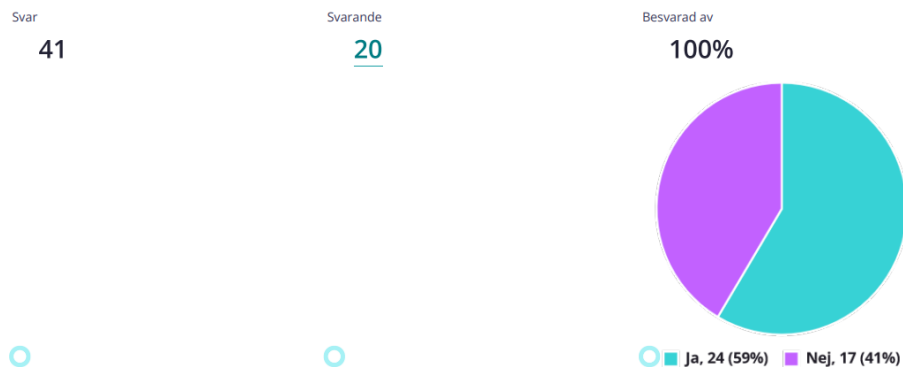 Svar
41
Svarande
20
Besvarad av
100%
Ja, 24 (59%)
Nej, 17 (41%)